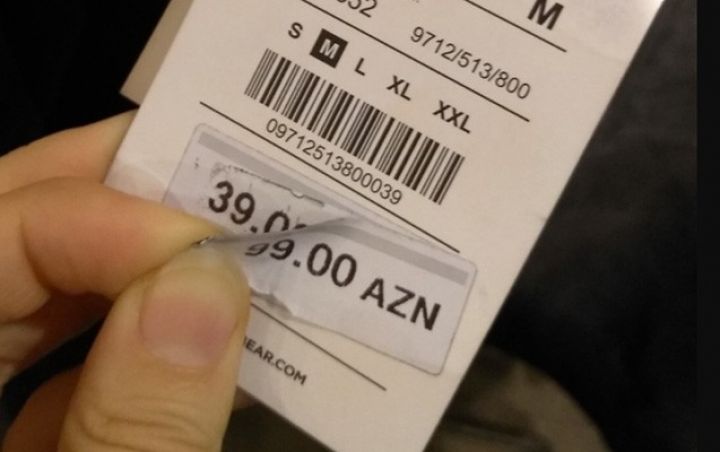 M
9712/513/800
S M L XL XXL
09712513800039
39.0
99.00 AZN
EAR.COM